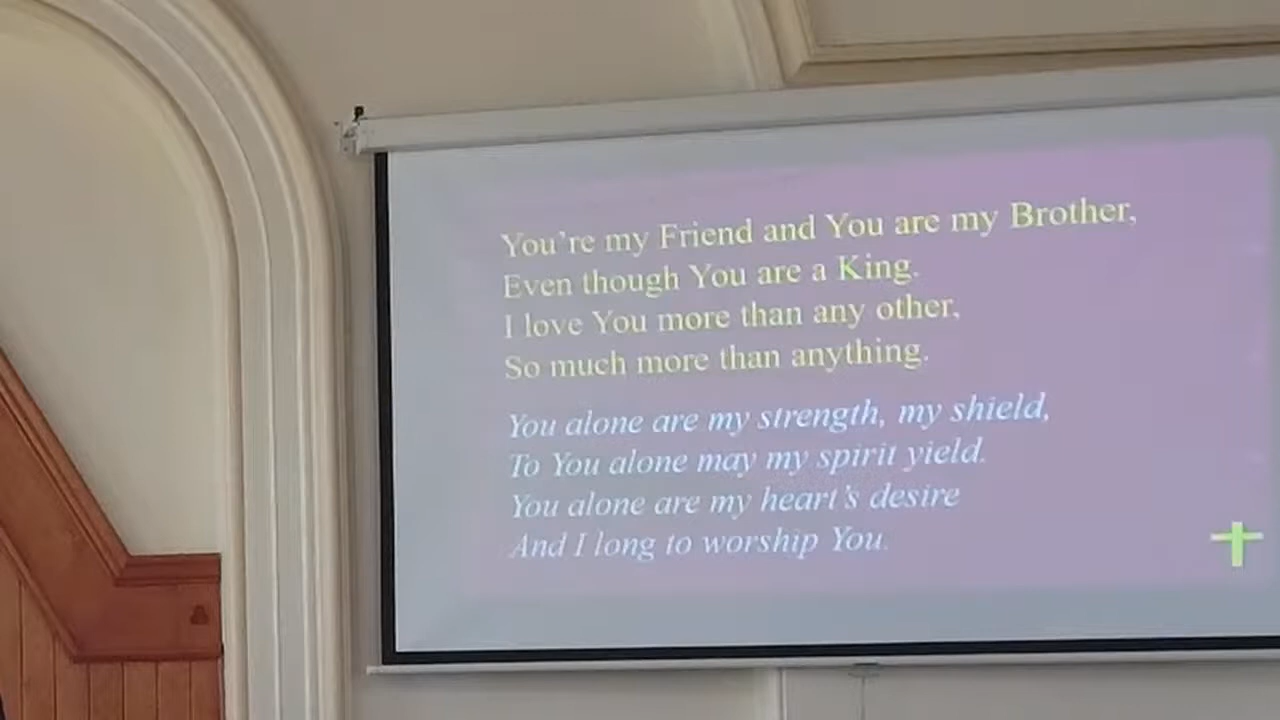 You're my Friend and You are my Brother,
Even though You are a King.
I love You more than any other,
So much more than anything.
You alone are my strength, my shield,
To You alone may my spirit yield.
You alone are my heart's desire
And I long to worship You.